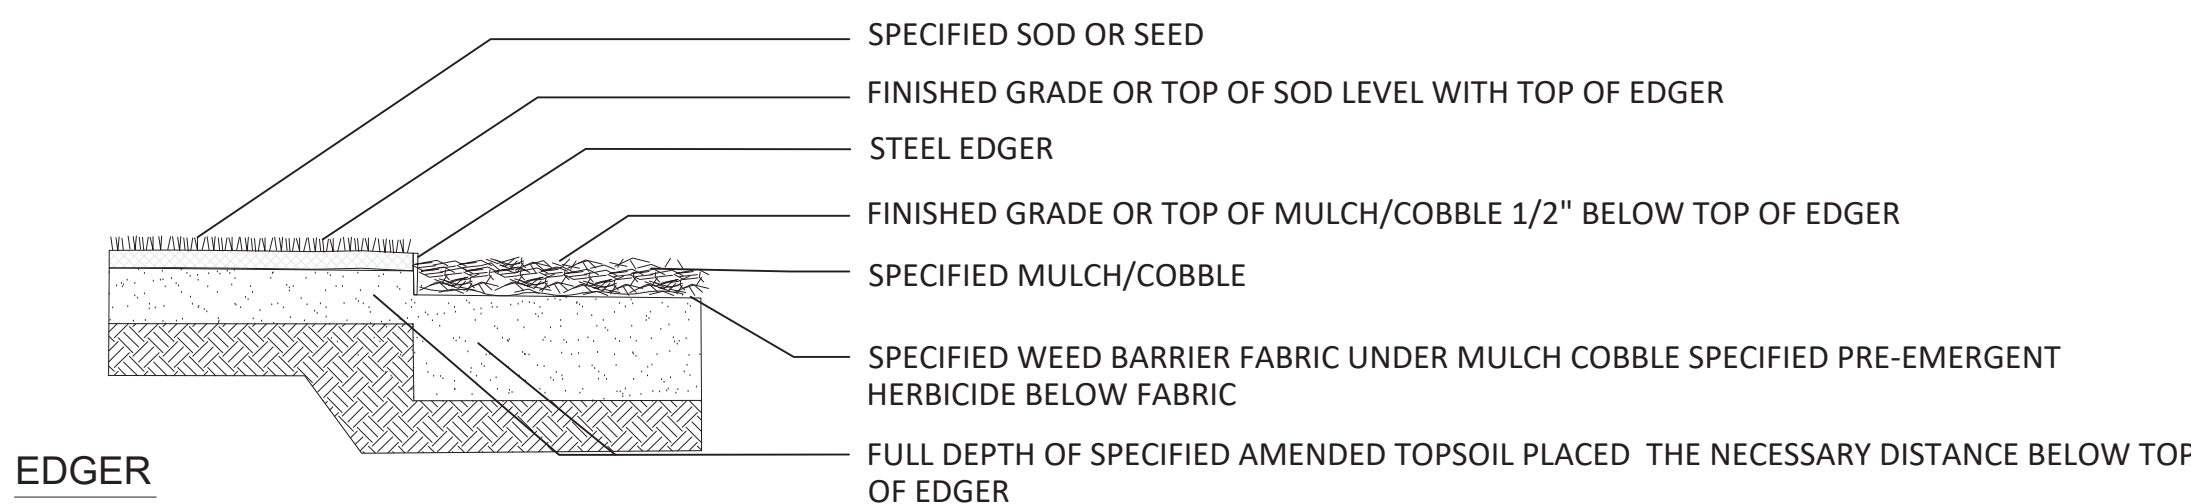 SPECIFIED SOD OR SEED
FINISHED GRADE OR TOP OF SOD LEVEL WITH TOP OF EDGER
STEEL EDGER
FINISHED GRADE OR TOP OF MULCH/COBBLE 1/2" BELOW TOP OF EDGER
SPECIFIED MULCH/COBBLE
SPECIFIED WEED BARRIER FABRIC UNDER MULCH COBBLE SPECIFIED PRE-EMERGENT
HERBICIDE BELOW FABRIC
FULL DEPTH OF SPECIFIED AMENDED TOPSOIL PLACED THE NECESSARY DISTANCE BELOW TOP
OF EDGER
EDGER